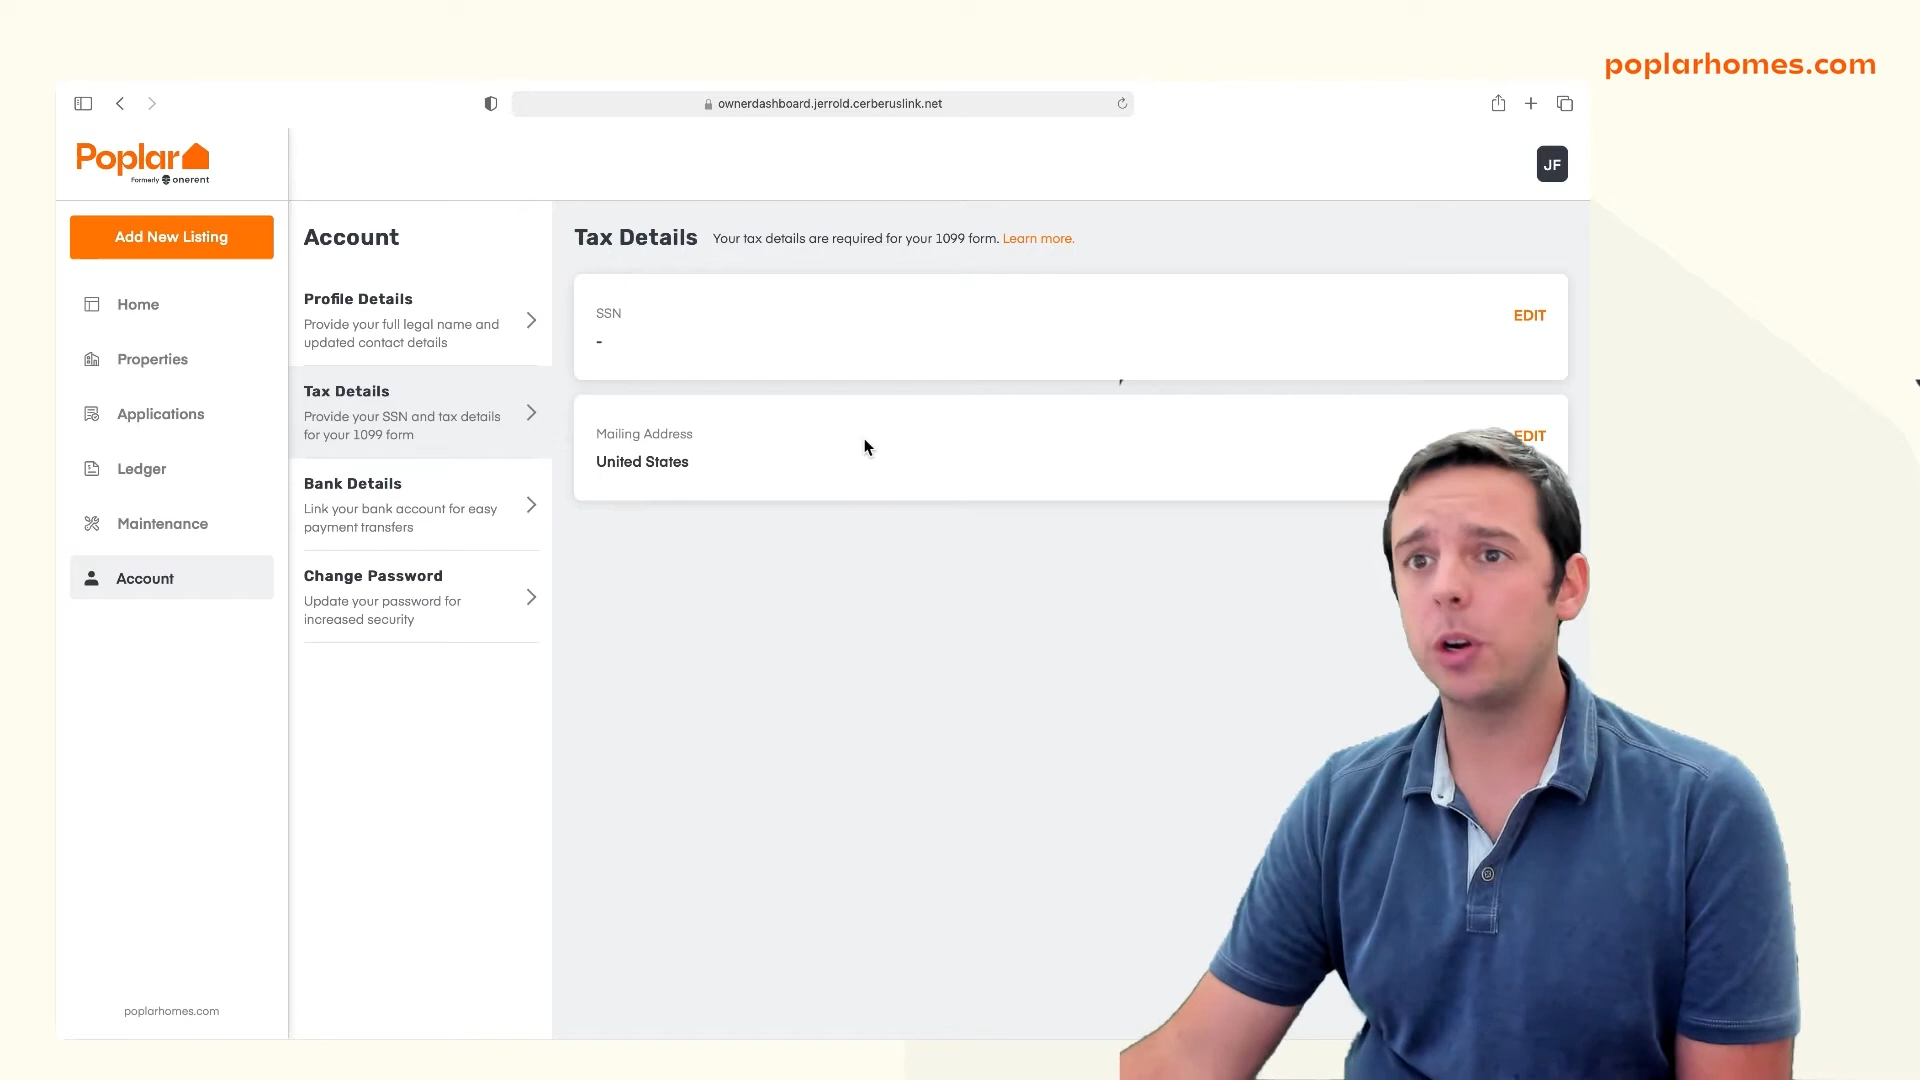 poplarhomes.com
ownerdashboard.jerrold.cerberuslink.net
Poplar
Formerly onerent
JF
Add New Listing
Home
Properties
Applications
Ledger
Maintenance
Account
poplarhomes.com
Account
Profile Details
Provide your full legal name and
updated contact details
Tax Details
Provide your SSN and tax details
for your 1099 form
Bank Details
Link your bank account for easy
payment transfers
Change Password
Update your password for
increased security
Tax Details Your tax details are required for your 1099 form. Learn more.
SSN
EDIT
-
Mailing Address
EDIT
United States